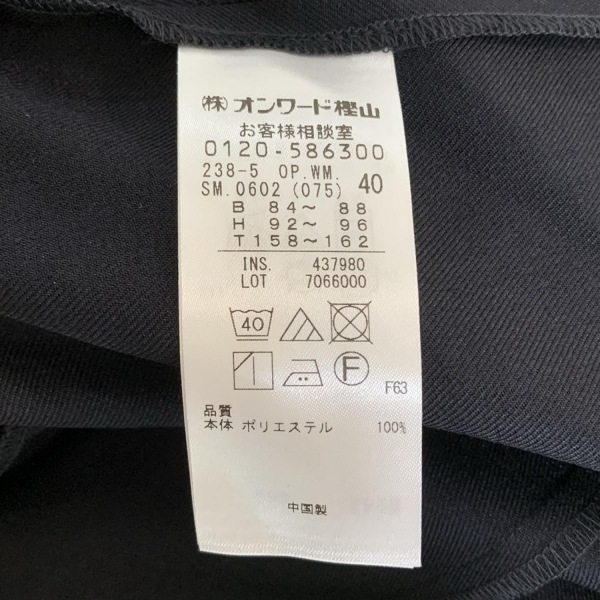 ㈱オンワード樫山
お客様相談室
0120-586300
238-5 OP.WM.
SM.0602(075) 40
B 84～ 88
H 92～ 96
T 158～162
INS. 437980
LOT 7066000
40
F
F63
品質
本体 ポリエステル 100%
中国製